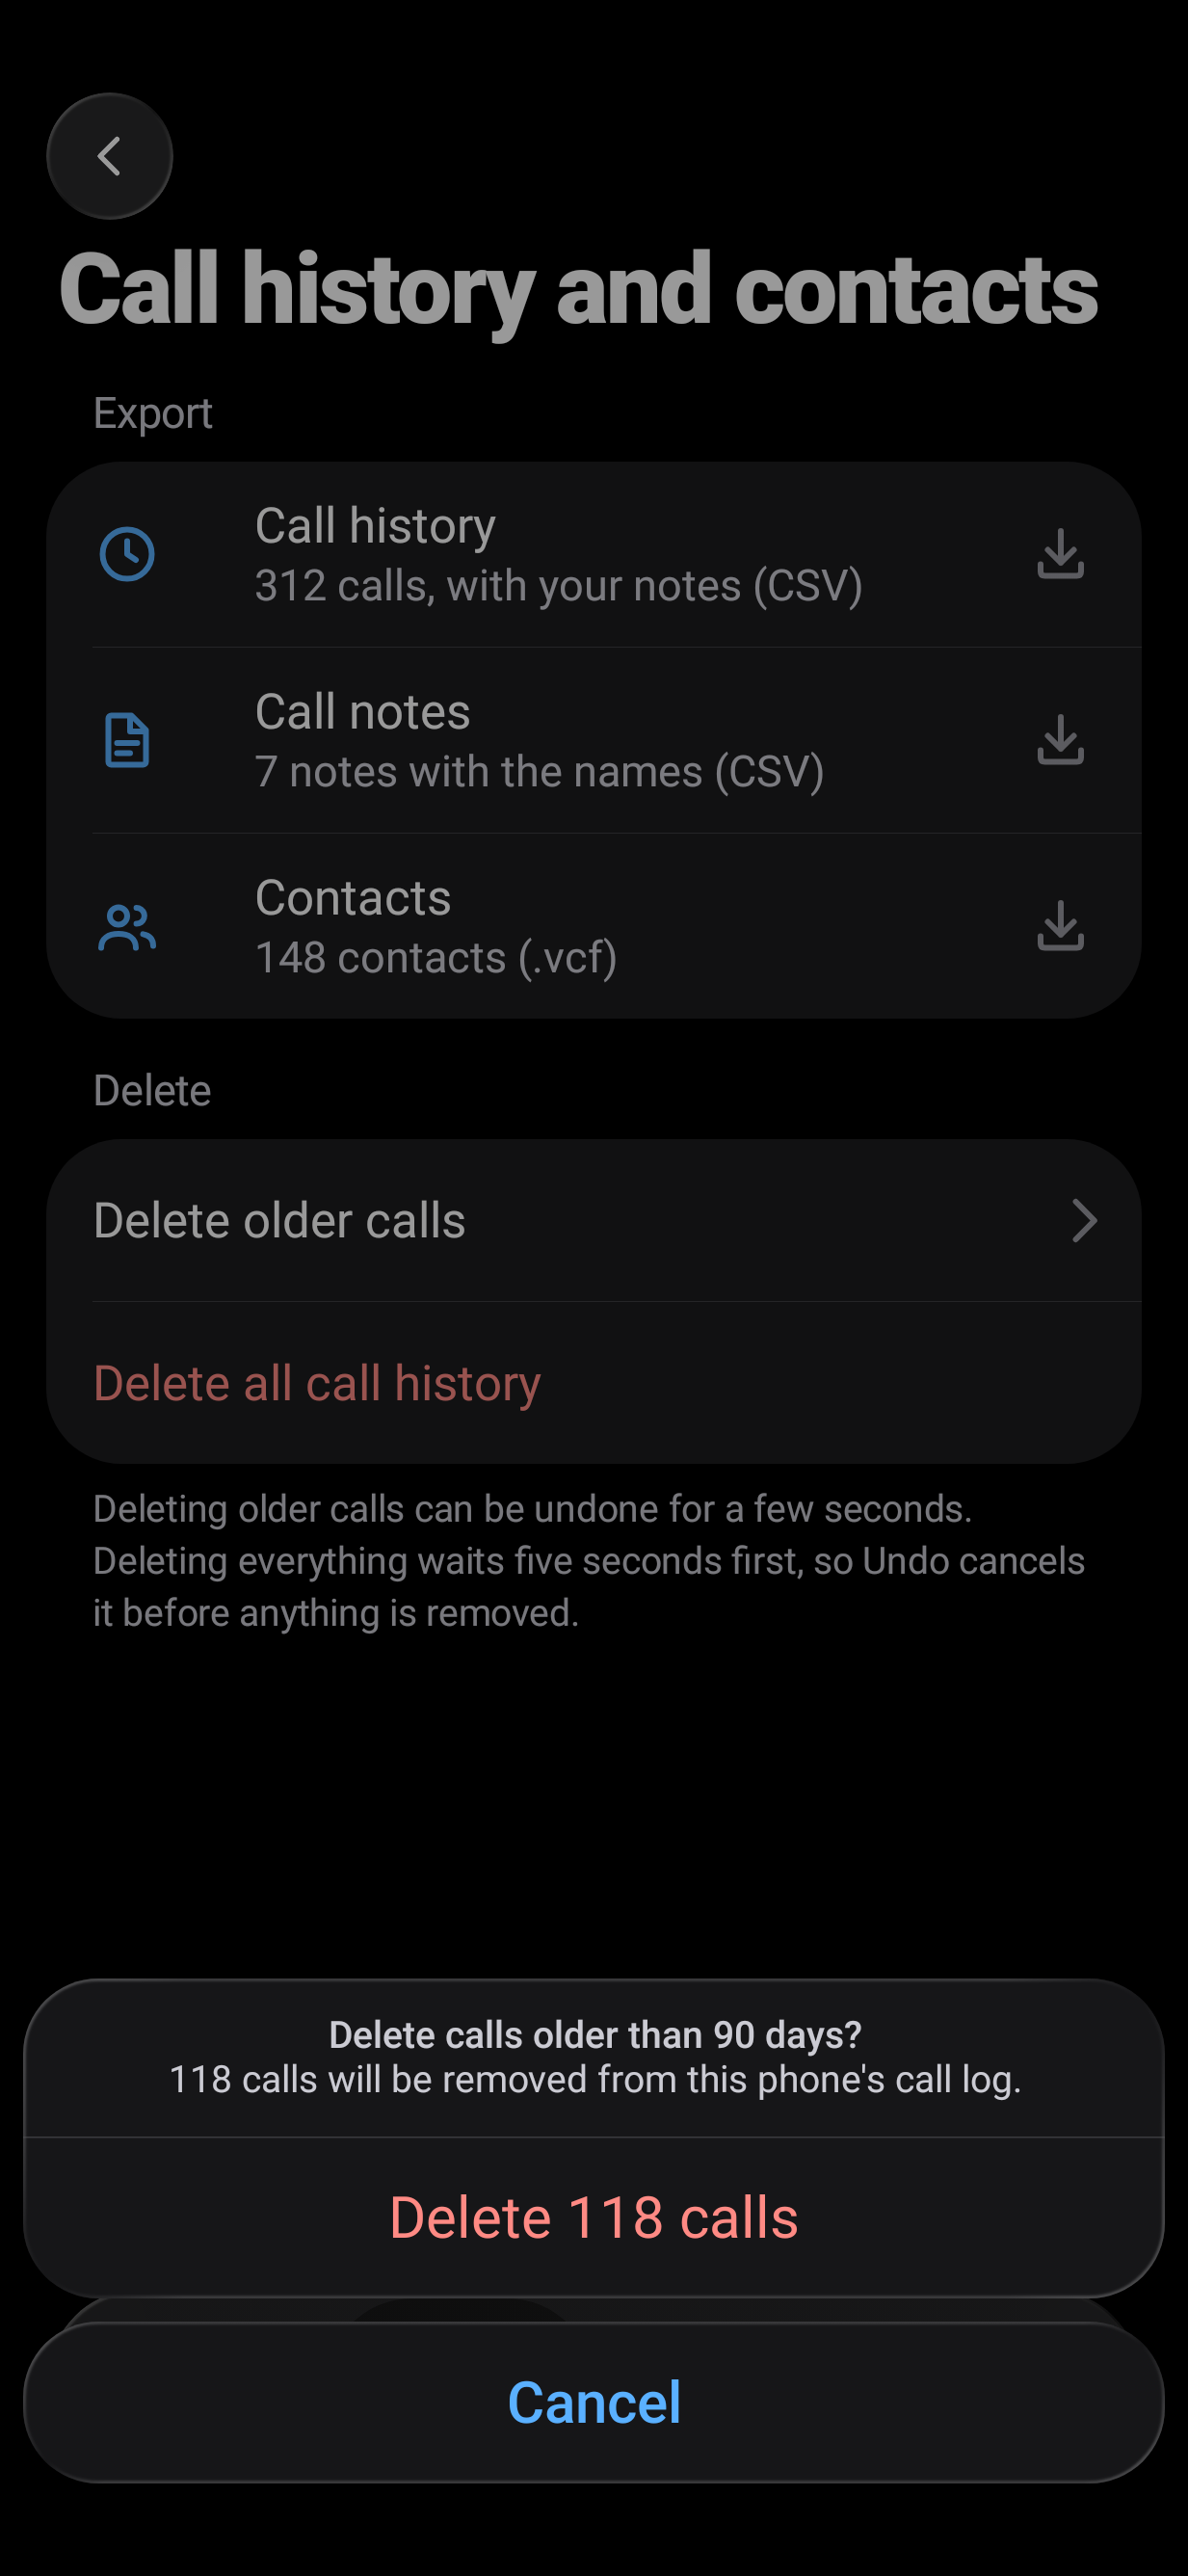 Call history and contacts
Export
Call history
312 calls, with your notes (CSV)
Call notes
7 notes with the names (CSV)
Contacts
148 contacts (.vcf)
Delete
Delete older calls
Delete all call history
Deleting older calls can be undone for a few seconds.
Deleting everything waits five seconds first, so Undo cancels
it before anything is removed.
Delete calls older than 90 days?
118 calls will be removed from this phone's call log.
Delete 118 calls
Cancel